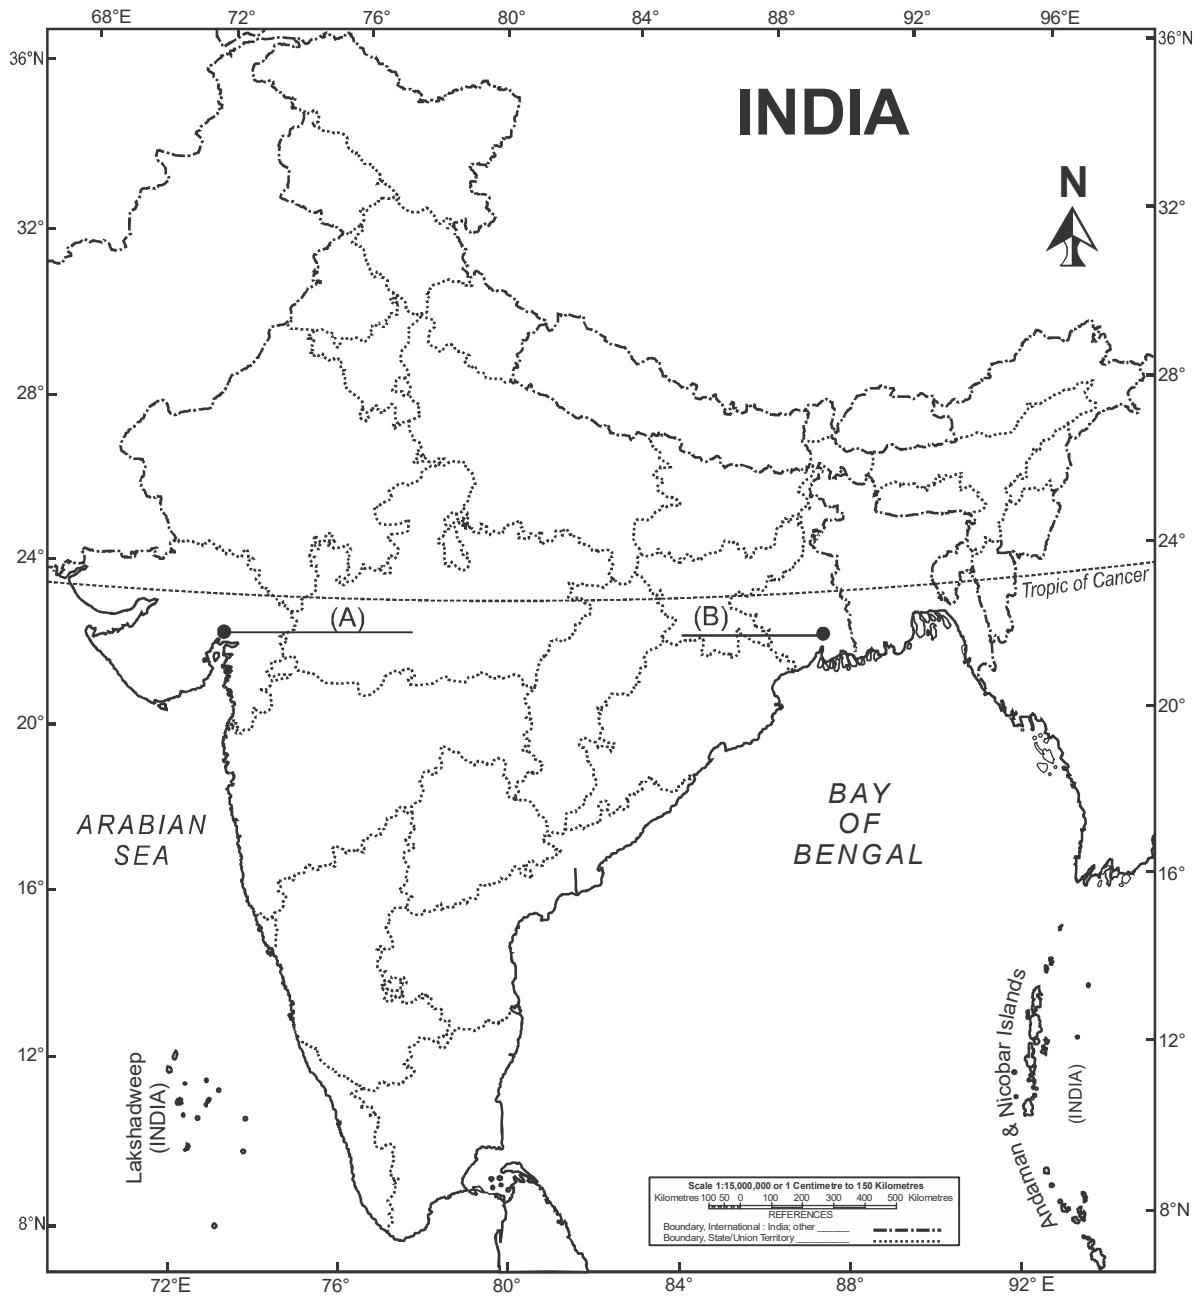 68°E 72° 76° 80° 84° 88° 92° 96°E
36°N 36°N
INDIA
N
32° 32°
28° 28°
24° 24°
Tropic of Cancer
(A) (B)
20° 20°
ARABIAN
SEA
BAY
OF
BENGAL
16° 16°
12° 12°
Lakshadweep
(INDIA)
Andaman & Nicobar Islands
(INDIA)
Scale 1:15,000,000 or 1 Centimetre to 150 Kilometres
Kilometres 100 50 0 100 200 300 400 500 Kilometres
REFERENCES
Boundary, International : India; other
Boundary, State/Union Territory
8°N 8°N
72°E 76° 80° 84° 88° 92° E